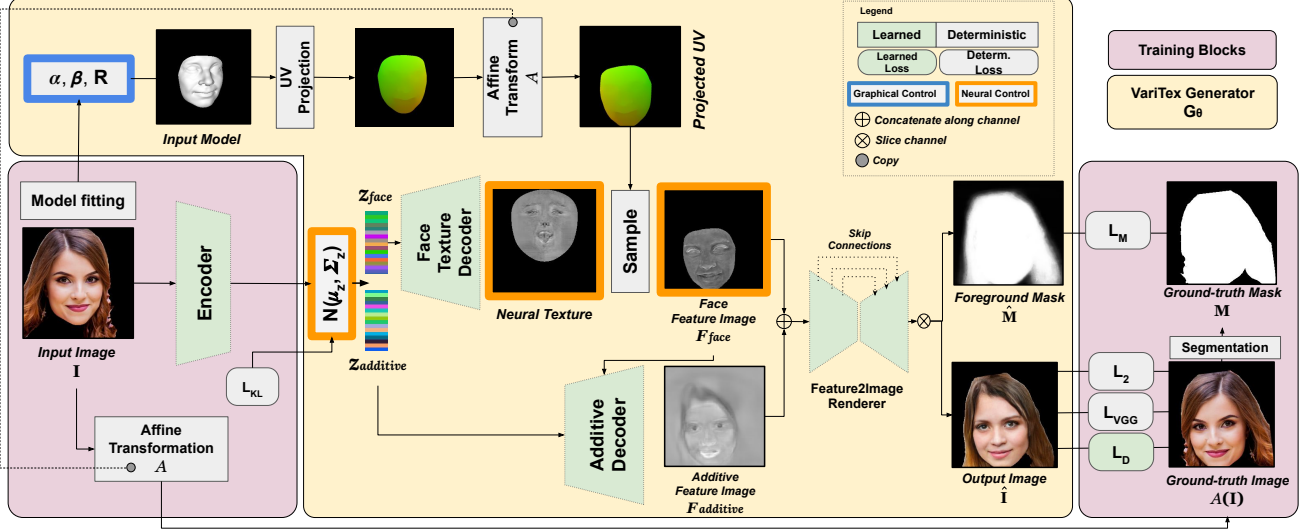 α, β, R
Input Model
UV
Projection
Affine
Transform
A
Projected UV
Legend
Learned
Deterministic
Learned
Loss
Determ.
Loss
Graphical Control
Neural Control
Concatenate along channel
Slice channel
Copy
Training Blocks
VariTex Generator
Gθ
Model fitting
Input Image
I
Encoder
L_KL
Affine
Transformation
A
N(μ_z, Σ_z)
z_face
z_additive
Face
Texture
Decoder
Neural Texture
Sample
Face
Feature Image
F_face
Additive
Decoder
Additive
Feature Image
F_additive
Skip
Connections
Feature2Image
Renderer
Foreground Mask
M̂
Output Image
Î
L_M
L_2
L_VGG
L_D
Ground-truth Mask
M
Segmentation
Ground-truth Image
A(I)